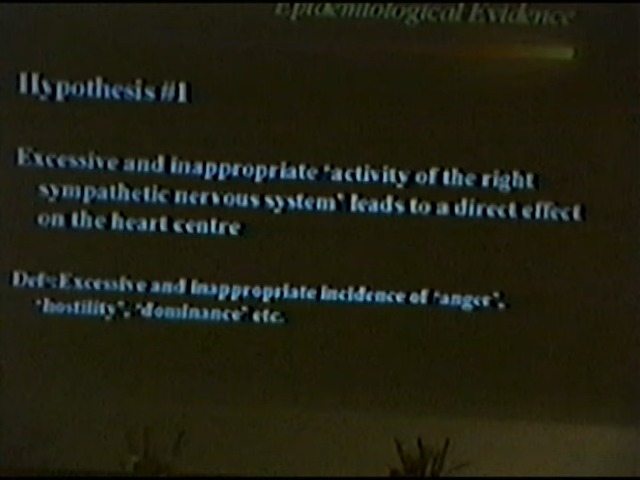 Epidemiological Evidence
Hypothesis #1
Excessive and inappropriate 'activity of the right
sympathetic nervous system' leads to a direct effect
on the heart centre
Def:-Excessive and inappropriate incidence of 'anger',
'hostility', 'dominance' etc.